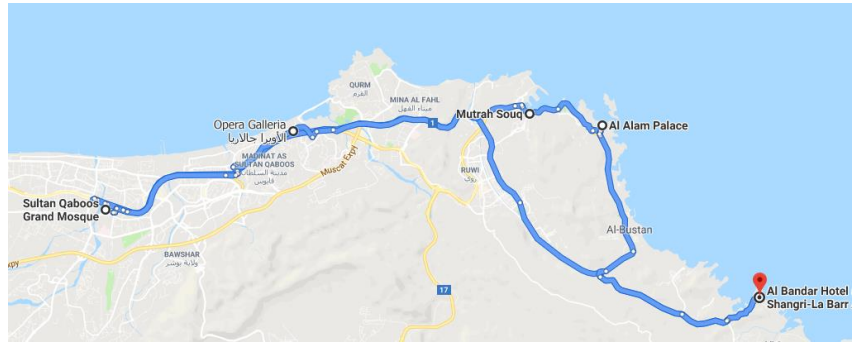 QURM
القرم
MINA AL FAHL
ميناء الفهل
Opera Galleria
الأوبرا جالاريا
1
Mutrah Souq
Al Alam Palace
MADINAT AS
SULTAN QABOOS
مدينة السلطان
قابوس
Muscat Expy
RUWI
روي
Sultan Qaboos
Grand Mosque
Al-Bustan
BAWSHAR
ولاية بوشر
Expy
17
Al Bandar Hotel
Shangri-La Barr